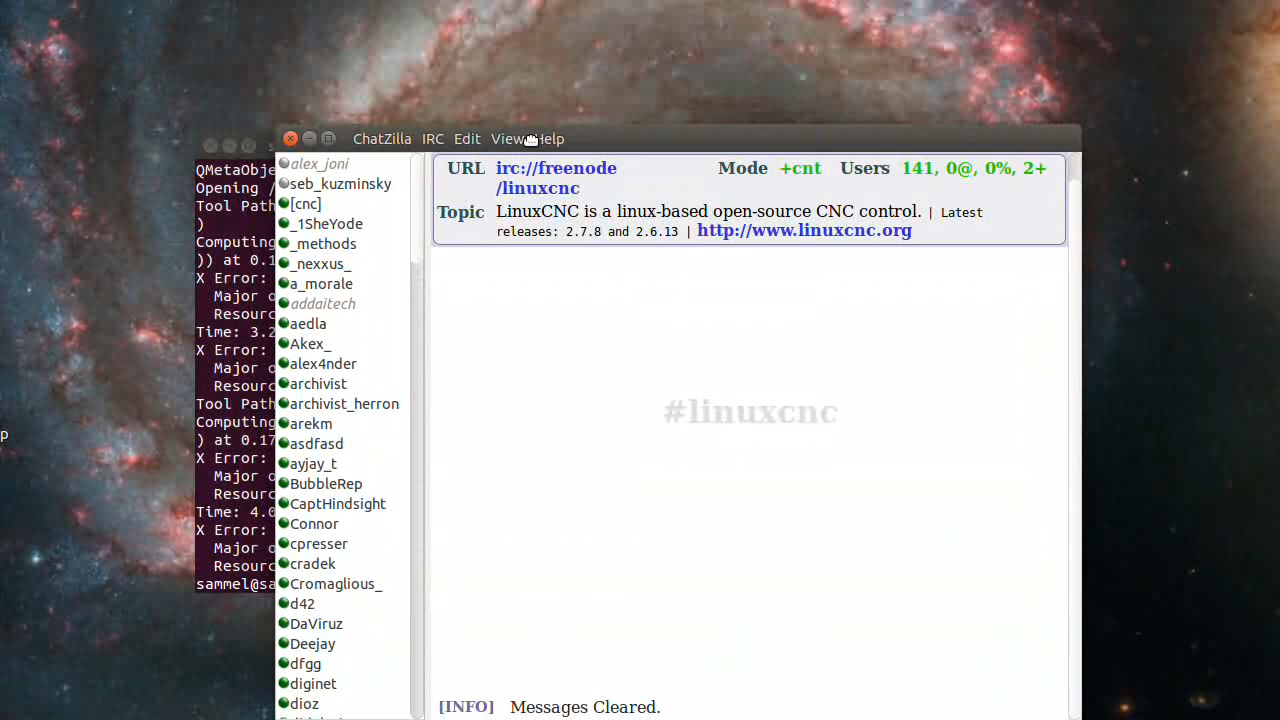 ChatZilla IRC Edit View Help
QMetaObje
Opening /
Tool Path
)
Computing
)) at 0.1
X Error:
Major o
Resourc
Time: 3.2
X Error:
Major o
Resourc
Tool Path
Computing
) at 0.17
X Error:
Major o
Resourc
Time: 4.0
X Error:
Major o
Resourc
sammel@sa
p
alex_joni
seb_kuzminsky
[cnc]
_1SheYode
_methods
_nexxus_
a_morale
addaitech
aedla
Akex_
alex4nder
archivist
archivist_herron
arekm
asdfasd
ayjay_t
BubbleRep
CaptHindsight
Connor
cpresser
cradek
Cromaglious_
d42
DaViruz
Deejay
dfgg
diginet
dioz
URL irc://freenode Mode +cnt Users 141, 0@, 0%, 2+
/linuxcnc
Topic LinuxCNC is a linux-based open-source CNC control. | Latest
releases: 2.7.8 and 2.6.13 | http://www.linuxcnc.org
#linuxcnc
[INFO] Messages Cleared.